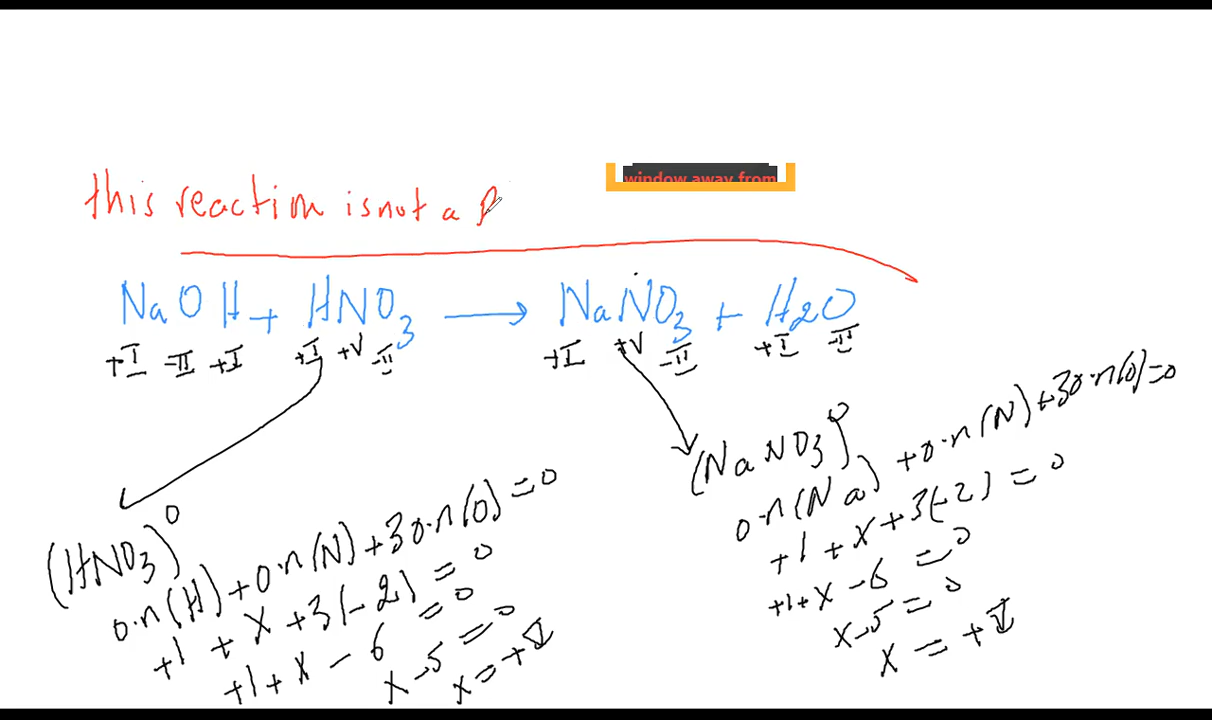 window away from
this reaction is not a
NaOH + HNO3 → NaNO3 + H2O
+I -II +I +I +V -II +I +V -II +I -II
(HNO3)⁰
o.n(H) + o.n(N) + 3 o.n(O) = 0
+1 + x + 3(-2) = 0
+1 + x - 6 = 0
x - 5 = 0
x = + V
(NaNO3)⁰
o.n(Na) + o.n(N) + 3 o.n(O) = 0
+1 + x + 3(-2) = 0
+1 + x - 6 = 0
x - 5 = 0
x = + V